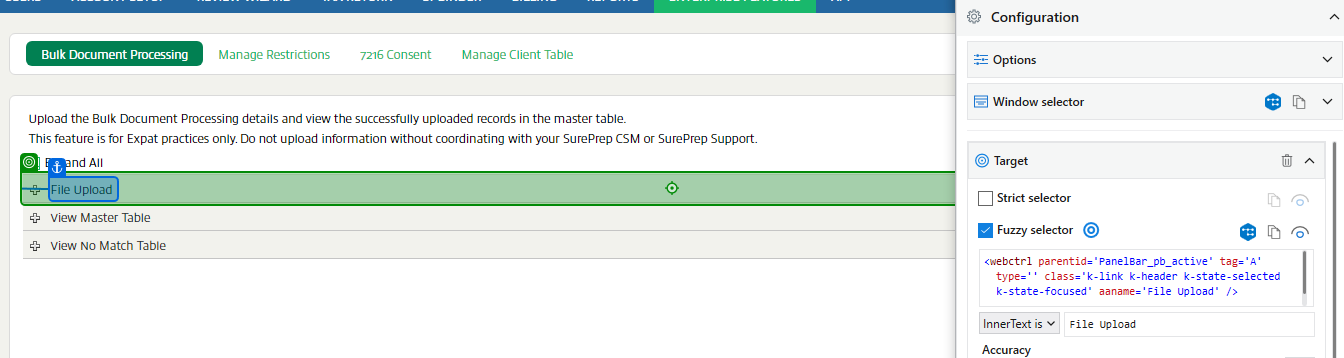 Configuration
Bulk Document Processing Manage Restrictions 7216 Consent Manage Client Table
Options
Window selector
Upload the Bulk Document Processing details and view the successfully uploaded records in the master table.
This feature is for Expat practices only. Do not upload information without coordinating with your SurePrep CSM or SurePrep Support.
All
File Upload
View Master Table
View No Match Table
Target
Strict selector
Fuzzy selector
<webctrl parentid='PanelBar_pb_active' tag='A'
type='' class='k-link k-header k-state-selected
k-state-focused' aaname='File Upload' />
InnerText is File Upload
Accuracy